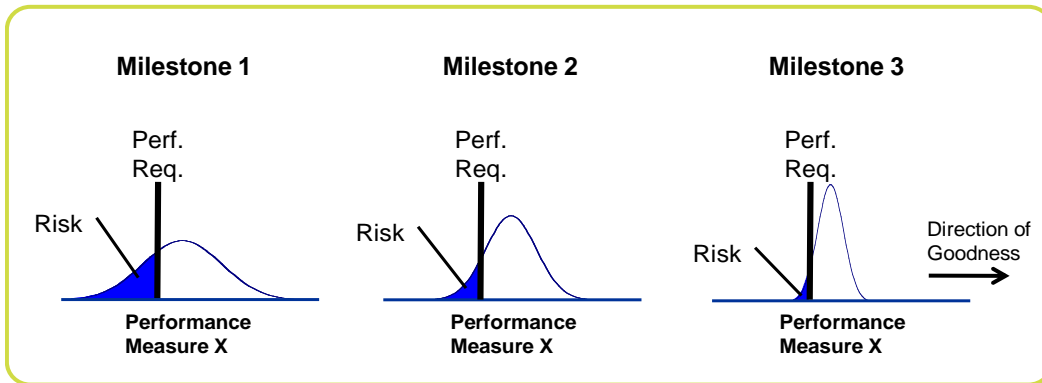 Milestone 1
Milestone 2
Milestone 3
Perf.
Req.
Perf.
Req.
Perf.
Req.
Risk
Risk
Risk
Direction of
Goodness
Performance
Measure X
Performance
Measure X
Performance
Measure X